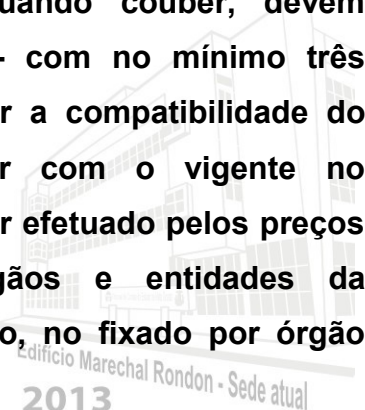 quando couber, devem
- com no mínimo três
r a compatibilidade do
r com o vigente no
r efetuado pelos preços
gãos e entidades da
o, no fixado por órgão
Edifício Marechal Rondon - Sede atual
2013